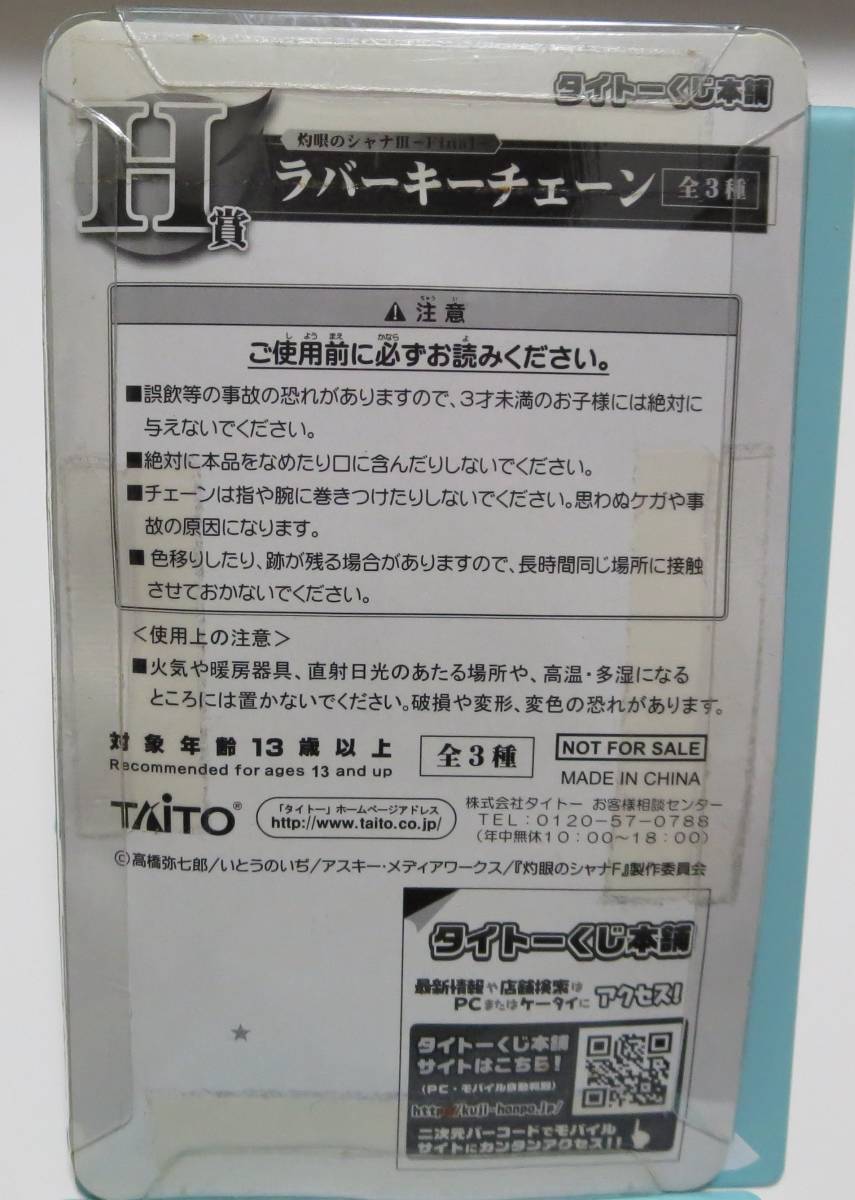 タイトーくじ本舗
H賞
灼眼のシャナIII-Final-
ラバーキーチェーン 全3種
⚠注意
ちゅう い
し よう まえ かなら よ
ご使用前に必ずお読みください。
■誤飲等の事故の恐れがありますので、3才未満のお子様には絶対に
与えないでください。
■絶対に本品をなめたり口に含んだりしないでください。
■チェーンは指や腕に巻きつけたりしないでください。思わぬケガや事
故の原因になります。
■色移りしたり、跡が残る場合がありますので、長時間同じ場所に接触
させておかないでください。
＜使用上の注意＞
■火気や暖房器具、直射日光のあたる場所や、高温・多湿になる
ところには置かないでください。破損や変形、変色の恐れがあります。
対象年齢13歳以上
Recommended for ages 13 and up
全3種
NOT FOR SALE
MADE IN CHINA
TAITO®
「タイトー」ホームページアドレス
http://www.taito.co.jp/
株式会社タイトー お客様相談センター
TEL：0120-57-0788
（年中無休10：00～18：00）
©高橋弥七郎/いとうのいぢ/アスキー・メディアワークス/『灼眼のシャナF』製作委員会
タイトーくじ本舗
最新情報や店舗検索は
PCまたはケータイに アクセス!
タイトーくじ本舗
サイトはこちら!
(PC・モバイル自動判別)
http://kuji-honpo.jp/
二次元バーコードでモバイル
サイトにカンタンアクセス!!